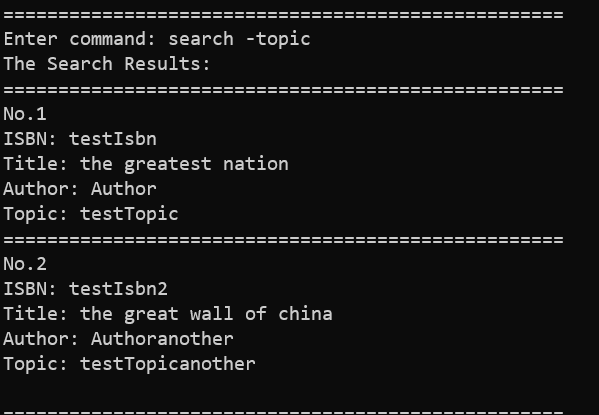 ===================================================
Enter command: search -topic
The Search Results:
===================================================
No.1
ISBN: testIsbn
Title: the greatest nation
Author: Author
Topic: testTopic
===================================================
No.2
ISBN: testIsbn2
Title: the great wall of china
Author: Authoranother
Topic: testTopicanother
===================================================